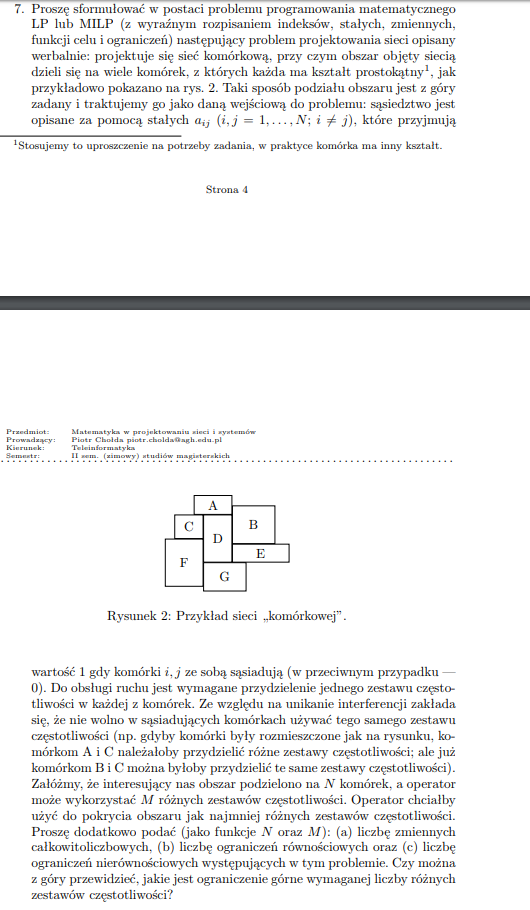 7. Proszę sformułować w postaci problemu programowania matematycznego
LP lub MILP (z wyraźnym rozpisaniem indeksów, stałych, zmiennych,
funkcji celu i ograniczeń) następujący problem projektowania sieci opisany
werbalnie: projektuje się sieć komórkową, przy czym obszar objęty siecią
dzieli się na wiele komórek, z których każda ma kształt prostokątny¹, jak
przykładowo pokazano na rys. 2. Taki sposób podziału obszaru jest z góry
zadany i traktujemy go jako daną wejściową do problemu: sąsiedztwo jest
opisane za pomocą stałych a_{ij} (i, j = 1, . . . , N; i ≠ j), które przyjmują
¹Stosujemy to uproszczenie na potrzeby zadania, w praktyce komórka ma inny kształt.
Strona 4
Przedmiot: Matematyka w projektowaniu sieci i systemów
Prowadzący: Piotr Chołda piotr.cholda@agh.edu.pl
Kierunek: Teleinformatyka
Semestr: II sem. (zimowy) studiów magisterskich
A
C
B
D
E
F
G
Rysunek 2: Przykład sieci „komórkowej”.
wartość 1 gdy komórki i, j ze sobą sąsiadują (w przeciwnym przypadku —
0). Do obsługi ruchu jest wymagane przydzielenie jednego zestawu często-
tliwości w każdej z komórek. Ze względu na unikanie interferencji zakłada
się, że nie wolno w sąsiadujących komórkach używać tego samego zestawu
częstotliwości (np. gdyby komórki były rozmieszczone jak na rysunku, ko-
mórkom A i C należałoby przydzielić różne zestawy częstotliwości; ale już
komórkom B i C można byłoby przydzielić te same zestawy częstotliwości).
Załóżmy, że interesujący nas obszar podzielono na N komórek, a operator
może wykorzystać M różnych zestawów częstotliwości. Operator chciałby
użyć do pokrycia obszaru jak najmniej różnych zestawów częstotliwości.
Proszę dodatkowo podać (jako funkcje N oraz M): (a) liczbę zmiennych
całkowitoliczbowych, (b) liczbę ograniczeń równościowych oraz (c) liczbę
ograniczeń nierównościowych występujących w tym problemie. Czy można
z góry przewidzieć, jakie jest ograniczenie górne wymaganej liczby różnych
zestawów częstotliwości?